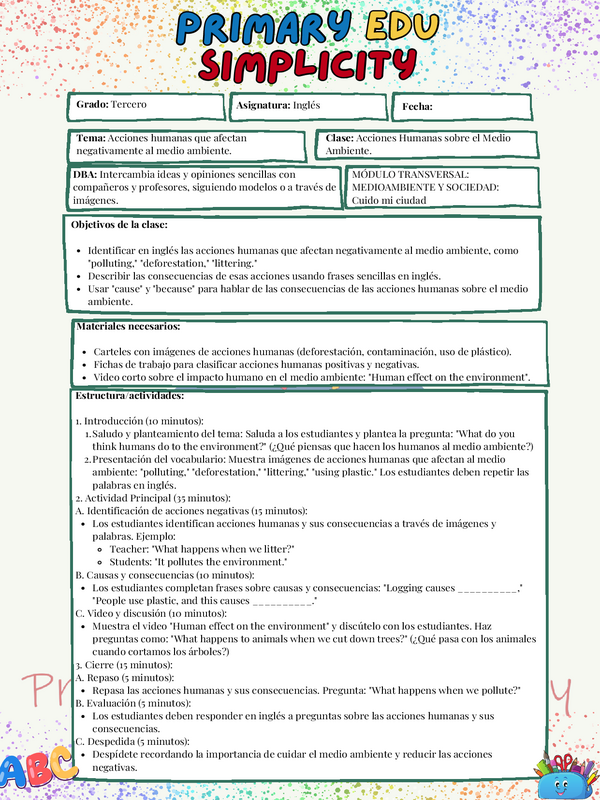 PRIMARY EDU
SIMPLICITY
Grado: Tercero
Asignatura: Inglés
Fecha:
Tema: Acciones humanas que afectan
negativamente al medio ambiente.
Clase: Acciones Humanas sobre el Medio
Ambiente.
DBA: Intercambia ideas y opiniones sencillas con
compañeros y profesores, siguiendo modelos o a través de
imágenes.
MÓDULO TRANSVERSAL:
MEDIOAMBIENTE Y SOCIEDAD:
Cuido mi ciudad
Objetivos de la clase:
• Identificar en inglés las acciones humanas que afectan negativamente al medio ambiente, como
"polluting," "deforestation," "littering."
• Describir las consecuencias de esas acciones usando frases sencillas en inglés.
• Usar "cause" y "because" para hablar de las consecuencias de las acciones humanas sobre el medio
ambiente.
Materiales necesarios:
• Carteles con imágenes de acciones humanas (deforestación, contaminación, uso de plástico).
• Fichas de trabajo para clasificar acciones humanas positivas y negativas.
• Video corto sobre el impacto humano en el medio ambiente: "Human effect on the environment".
Estructura/actividades:
1. Introducción (10 minutos):
1. Saludo y planteamiento del tema: Saluda a los estudiantes y plantea la pregunta: "What do you
think humans do to the environment?" (¿Qué piensas que hacen los humanos al medio ambiente?)
2. Presentación del vocabulario: Muestra imágenes de acciones humanas que afectan al medio
ambiente: "polluting," "deforestation," "littering," "using plastic." Los estudiantes deben repetir las
palabras en inglés.
2. Actividad Principal (35 minutos):
A. Identificación de acciones negativas (15 minutos):
• Los estudiantes identifican acciones humanas y sus consecuencias a través de imágenes y
palabras. Ejemplo:
○ Teacher: "What happens when we litter?"
○ Students: "It pollutes the environment."
B. Causas y consecuencias (10 minutos):
• Los estudiantes completan frases sobre causas y consecuencias: "Logging causes __________,"
"People use plastic, and this causes __________."
C. Video y discusión (10 minutos):
• Muestra el video "Human effect on the environment" y discútelo con los estudiantes. Haz
preguntas como: "What happens to animals when we cut down trees?" (¿Qué pasa con los animales
cuando cortamos los árboles?)
3. Cierre (15 minutos):
A. Repaso (5 minutos):
• Repasa las acciones humanas y sus consecuencias. Pregunta: "What happens when we pollute?"
B. Evaluación (5 minutos):
• Los estudiantes deben responder en inglés a preguntas sobre las acciones humanas y sus
consecuencias.
C. Despedida (5 minutos):
• Despídete recordando la importancia de cuidar el medio ambiente y reducir las acciones
negativas.
ABC